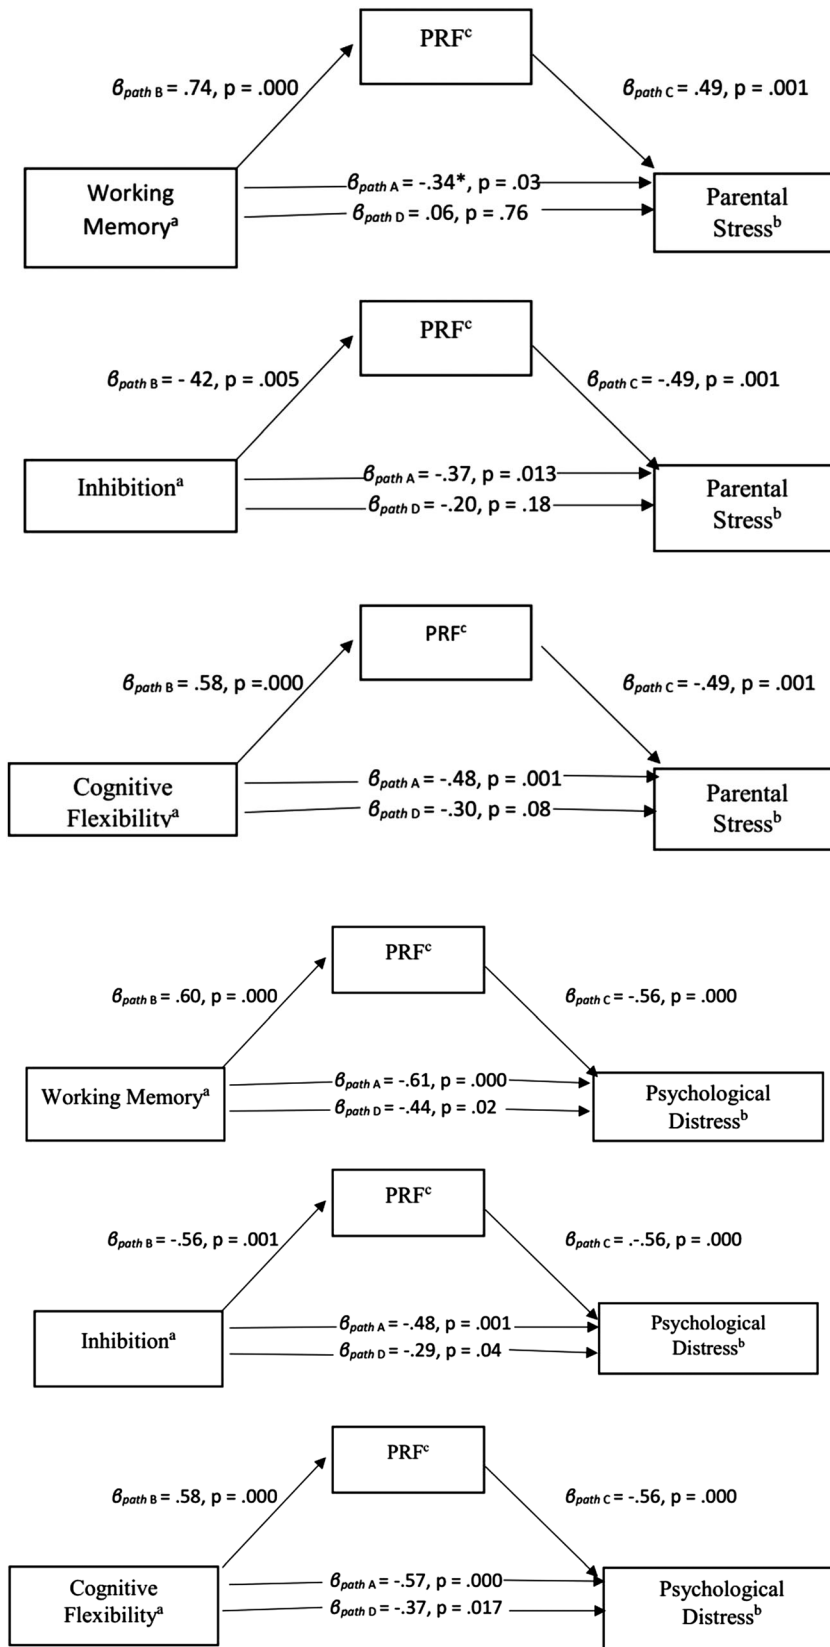 PRFᶜ
βpath B = .74, p = .000
βpath C = .49, p = .001
Working
Memoryᵃ
βpath A = -.34*, p = .03
βpath D = .06, p = .76
Parental
Stressᵇ
PRFᶜ
βpath B = - 42, p = .005
βpath C = -.49, p = .001
Inhibitionᵃ
βpath A = -.37, p = .013
βpath D = -.20, p = .18
Parental
Stressᵇ
PRFᶜ
βpath B = .58, p =.000
βpath C = -.49, p = .001
Cognitive
Flexibilityᵃ
βpath A = -.48, p = .001
βpath D = -.30, p = .08
Parental
Stressᵇ
PRFᶜ
βpath B = .60, p = .000
βpath C = -.56, p = .000
Working Memoryᵃ
βpath A = -.61, p = .000
βpath D = -.44, p = .02
Psychological
Distressᵇ
PRFᶜ
βpath B = -.56, p = .001
βpath C = .-.56, p = .000
Inhibitionᵃ
βpath A = -.48, p = .001
βpath D = -.29, p = .04
Psychological
Distressᵇ
PRFᶜ
βpath B = .58, p = .000
βpath C = -.56, p = .000
Cognitive
Flexibilityᵃ
βpath A = -.57, p = .000
βpath D = -.37, p = .017
Psychological
Distressᵇ